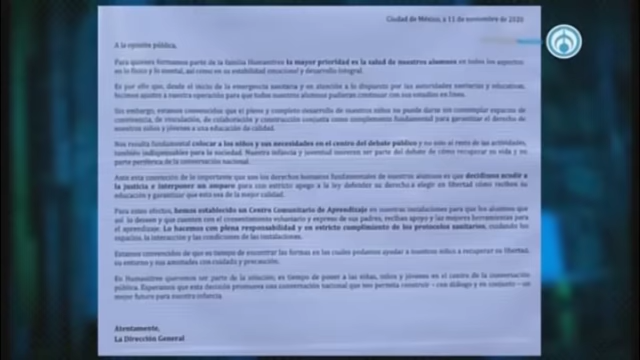 Ciudad de México, a 11 de noviembre de 2020
A la opinión pública,
Para quienes formamos parte de la familia Humanitree la mayor prioridad es la salud de nuestros alumnos en todos los aspectos:
en lo físico y lo mental, así como en su estabilidad emocional y desarrollo integral.
Es por ello que, desde el inicio de la emergencia sanitaria y en atención a lo dispuesto por las autoridades sanitarias y educativas,
hicimos ajustes a nuestra operación para que todos nuestros alumnos pudieran continuar con sus estudios en línea.
Sin embargo, estamos convencidos que el pleno y completo desarrollo de nuestros niños no puede darse sin contemplar espacios de
convivencia, de vinculación, de colaboración y construcción conjunta como complemento fundamental para garantizar el derecho de
nuestros niños y jóvenes a una educación de calidad.
Nos resulta fundamental colocar a los niños y sus necesidades en el centro del debate público y no solo el resto de las actividades,
también indispensables para la sociedad. Nuestra infancia y juventud merecen ser parte del debate de cómo recuperar su vida y no
parte periférica de la conversación nacional.
Ante esta convicción de lo importante que son los derechos humanos fundamentales de nuestros alumnos es que decidimos acudir a
la justicia e interponer un amparo para con estricto apego a la ley defender su derecho a elegir en libertad cómo reciben su
educación y garantizar que esta sea de la mejor calidad.
Para estos efectos, hemos establecido un Centro Comunitario de Aprendizaje en nuestras instalaciones para que los alumnos que
así lo deseen y que cuenten con el consentimiento voluntario y expreso de sus padres, reciban apoyo y las mejores herramientas para
el aprendizaje. Lo hacemos con plena responsabilidad y en estricto cumplimiento de los protocolos sanitarios, cuidando los
espacios, la interacción y las condiciones de las instalaciones.
Estamos convencidos de que es tiempo de encontrar las formas en las cuales podamos ayudar a nuestros niños a recuperar su libertad,
su entorno y sus amistades con cuidado y precaución.
En Humanitree queremos ser parte de la solución, es tiempo de poner a las niñas, niños y jóvenes en el centro de la conversación
pública. Esperamos que esta decisión promueva una conversación nacional que nos permita construir – con diálogo y en conjunto – un
mejor futuro para nuestra infancia.
Atentamente,
La Dirección General